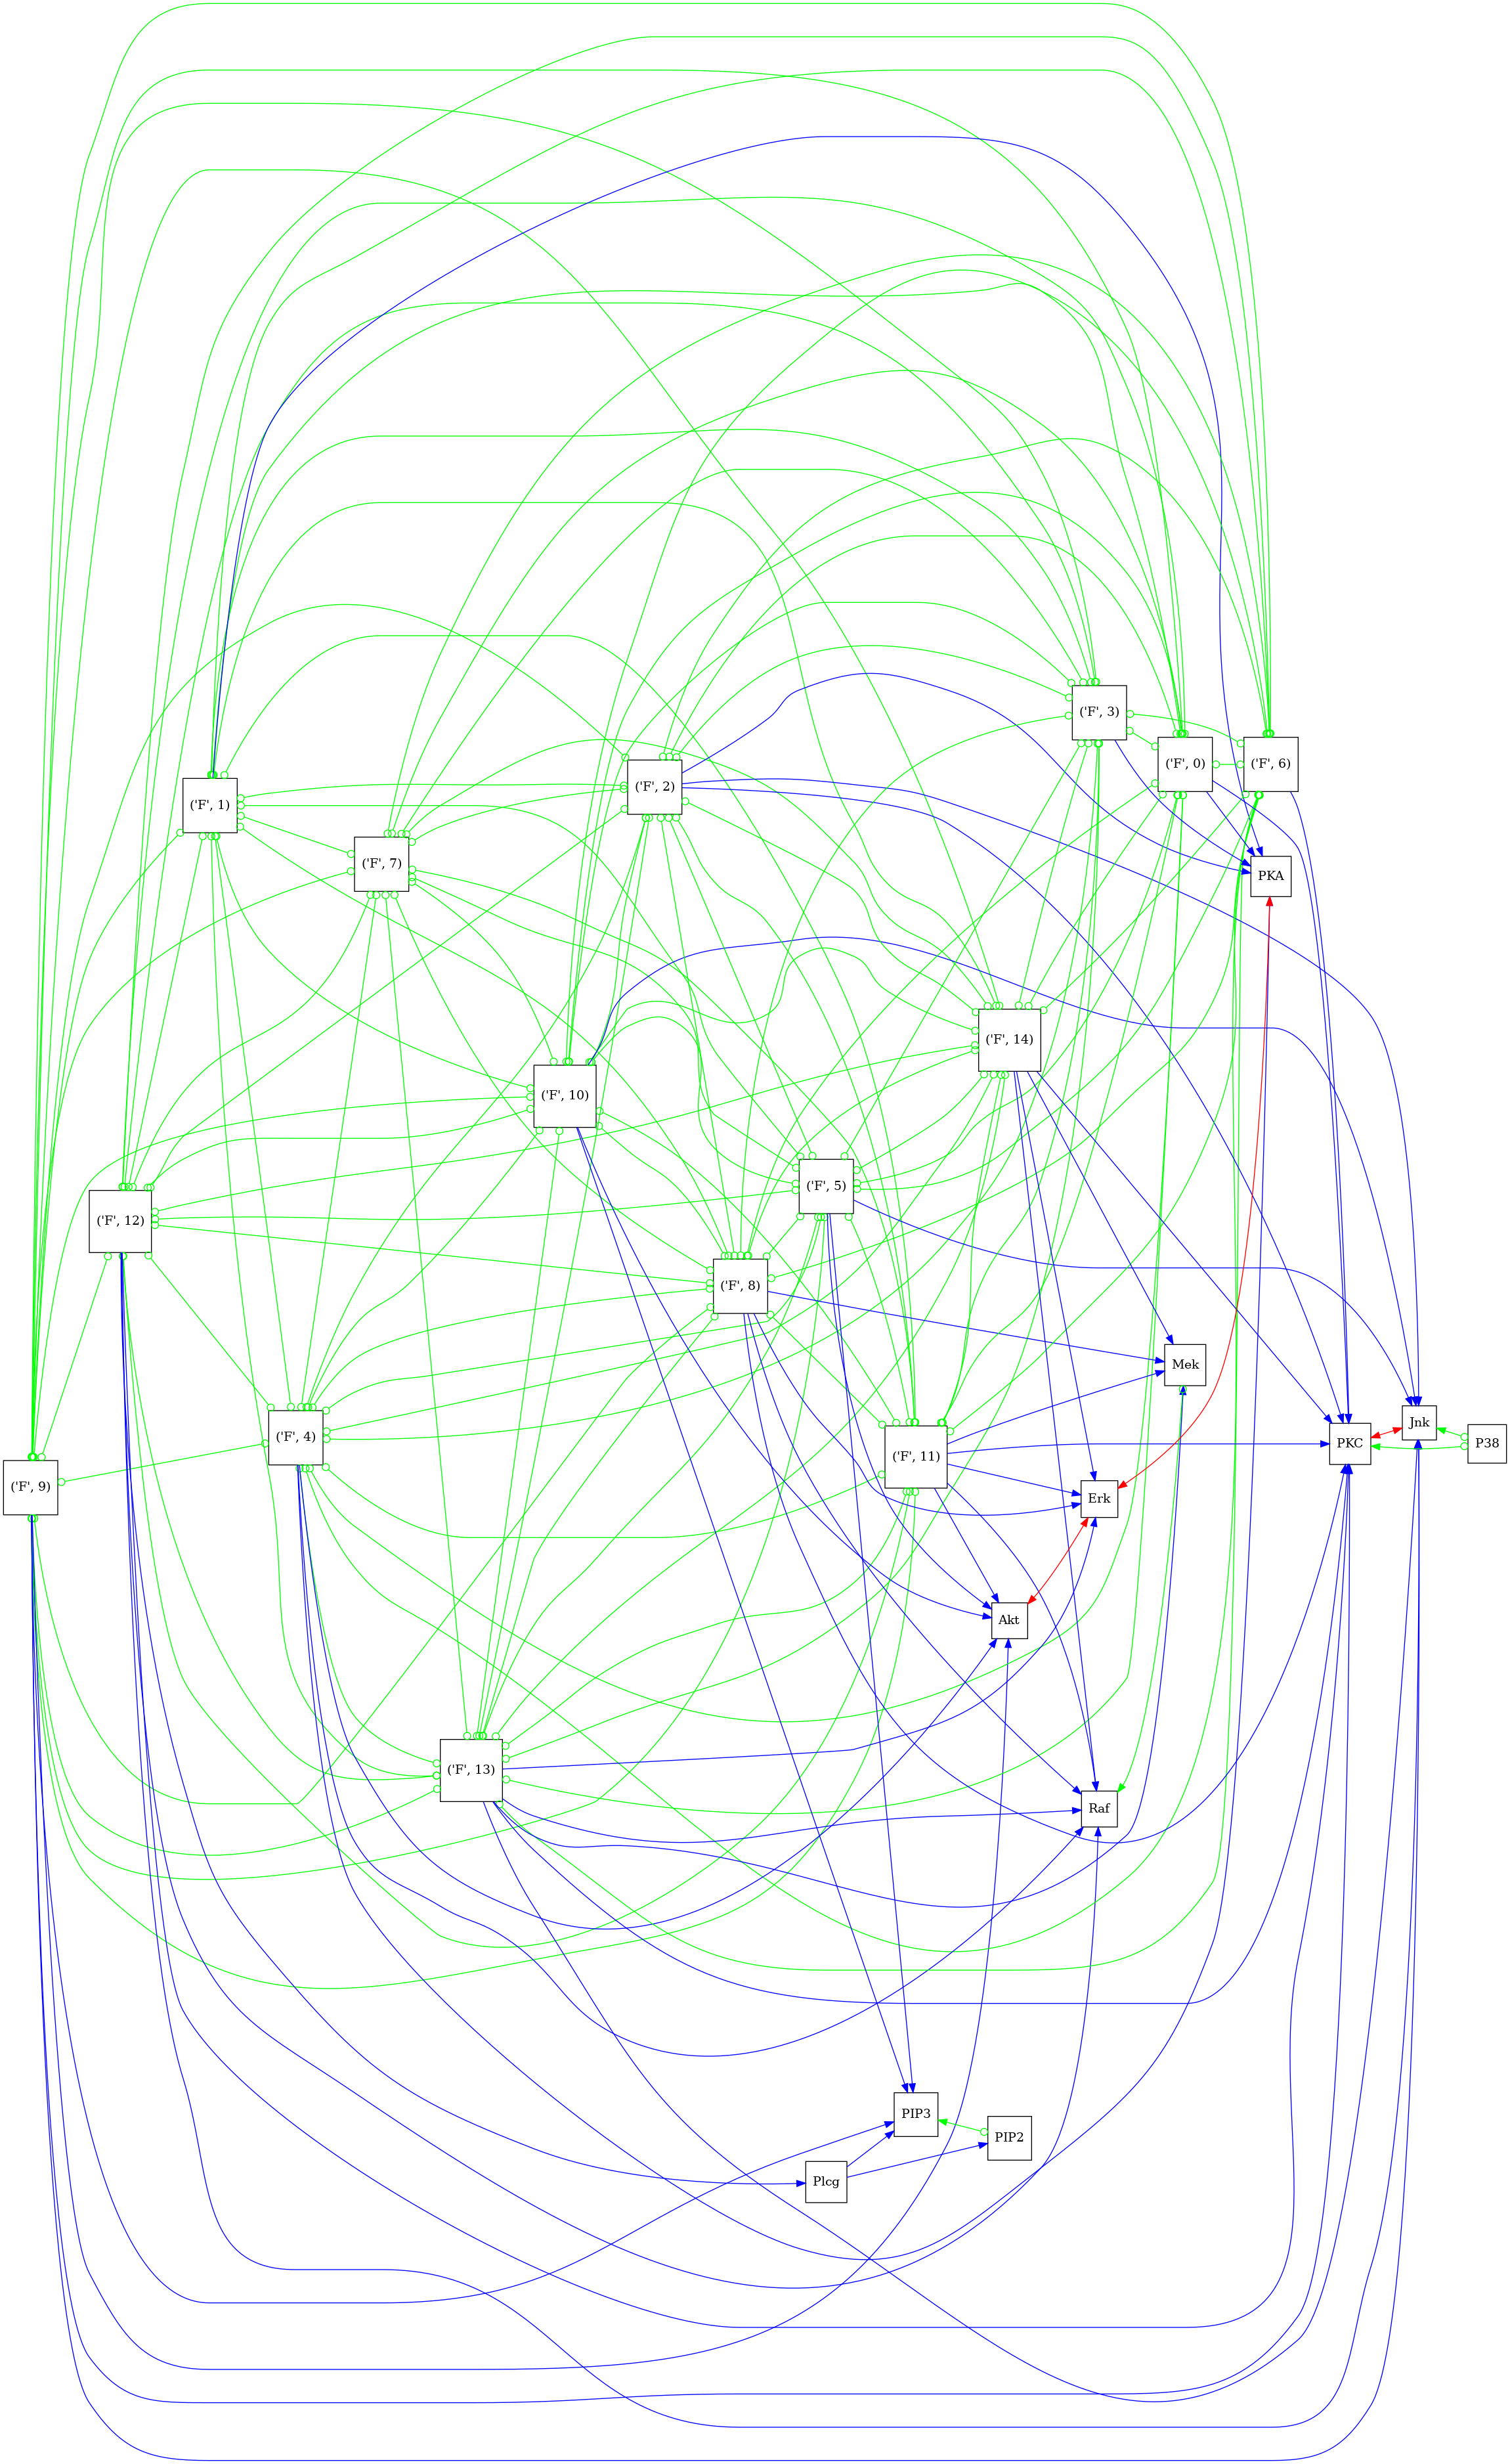 ('F', 3)
('F', 0)
('F', 6)
('F', 1)
('F', 2)
('F', 7)
PKA
('F', 14)
('F', 10)
('F', 5)
('F', 12)
('F', 8)
Mek
('F', 4)
('F', 11)
PKC
Jnk
P38
('F', 9)
Erk
Akt
('F', 13)
Raf
PIP3
PIP2
Plcg